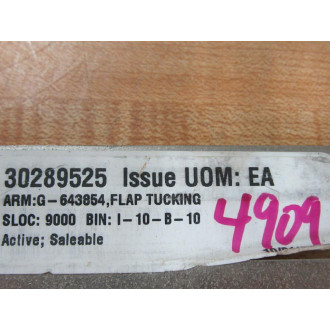 30289525 Issue UOM: EA
ARM:G-643854,FLAP TUCKING
SLOC: 9000 BIN: I-10-B-10
4909
Active; Saleable